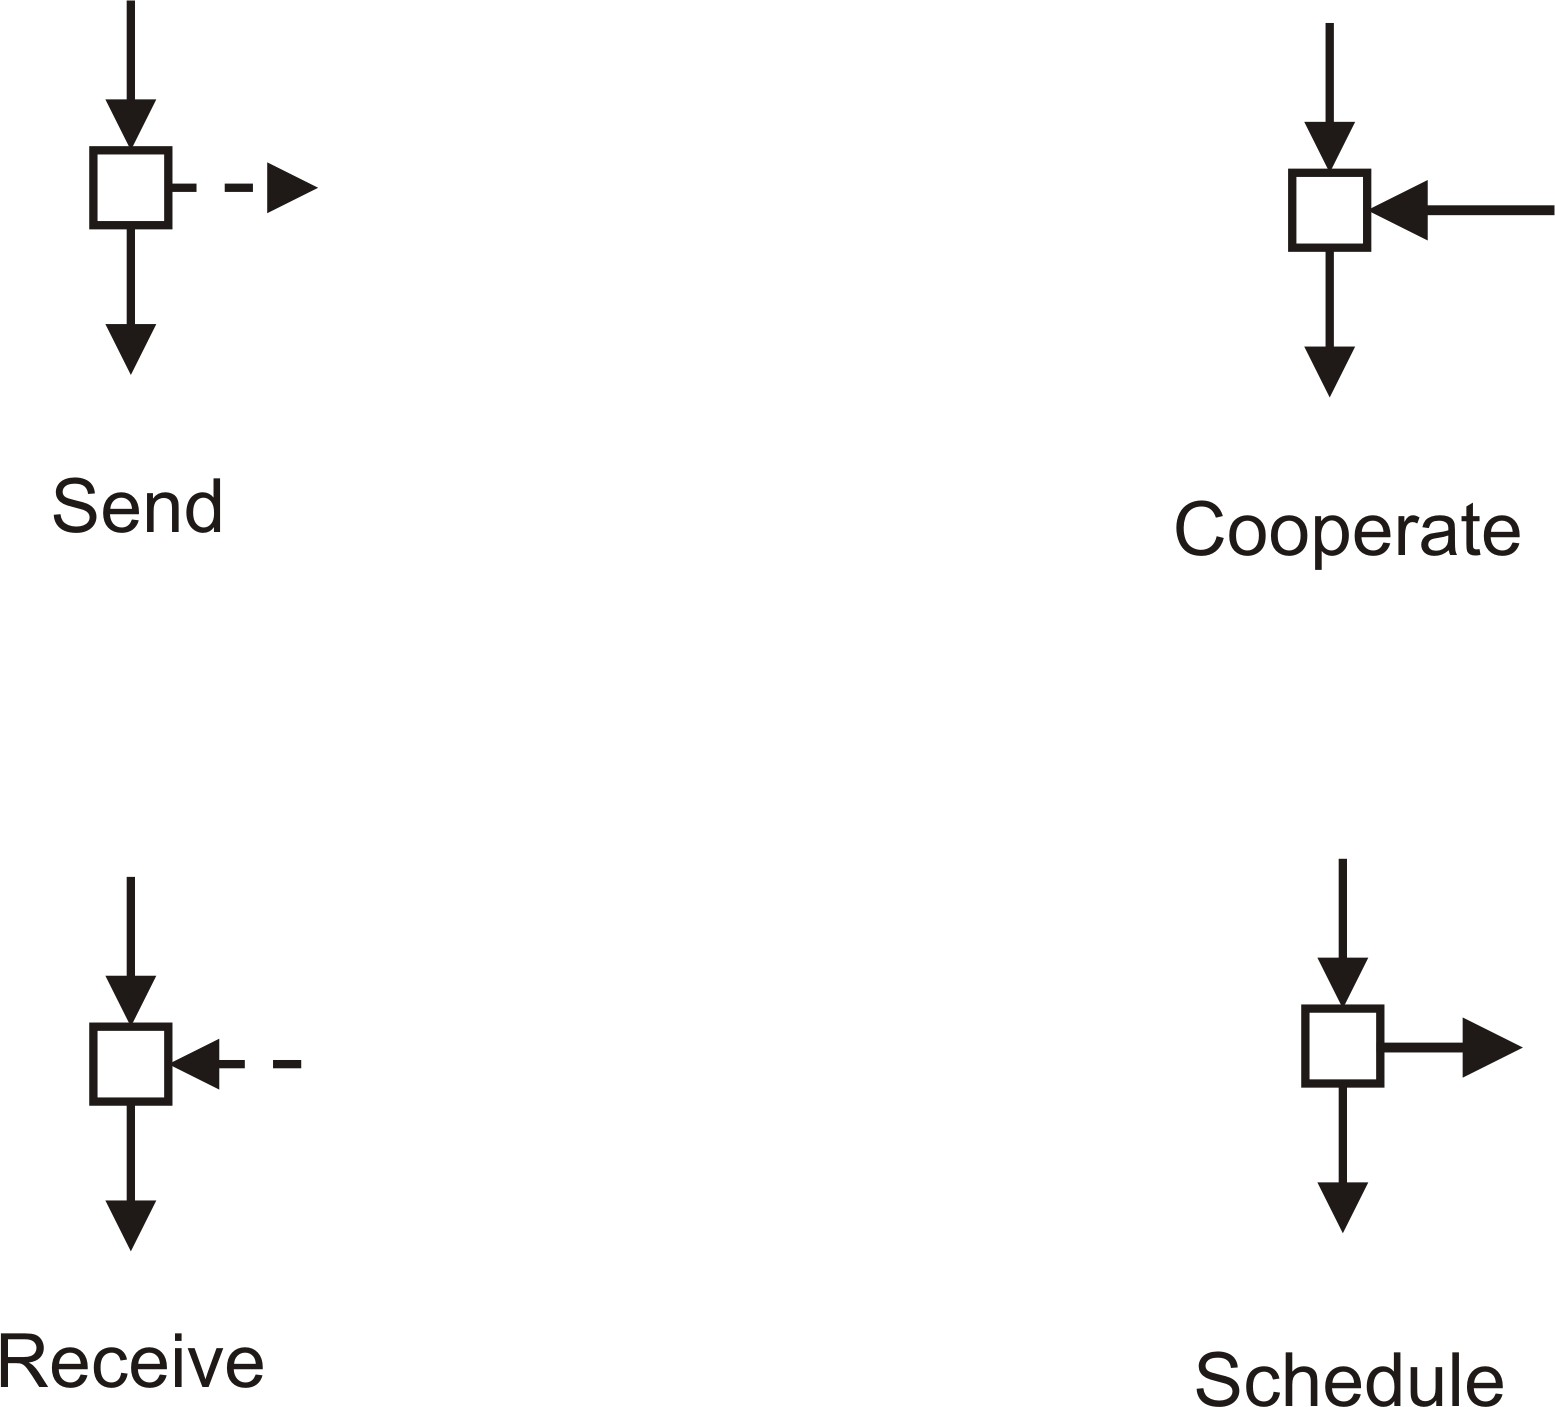 Send
Cooperate
Receive
Schedule